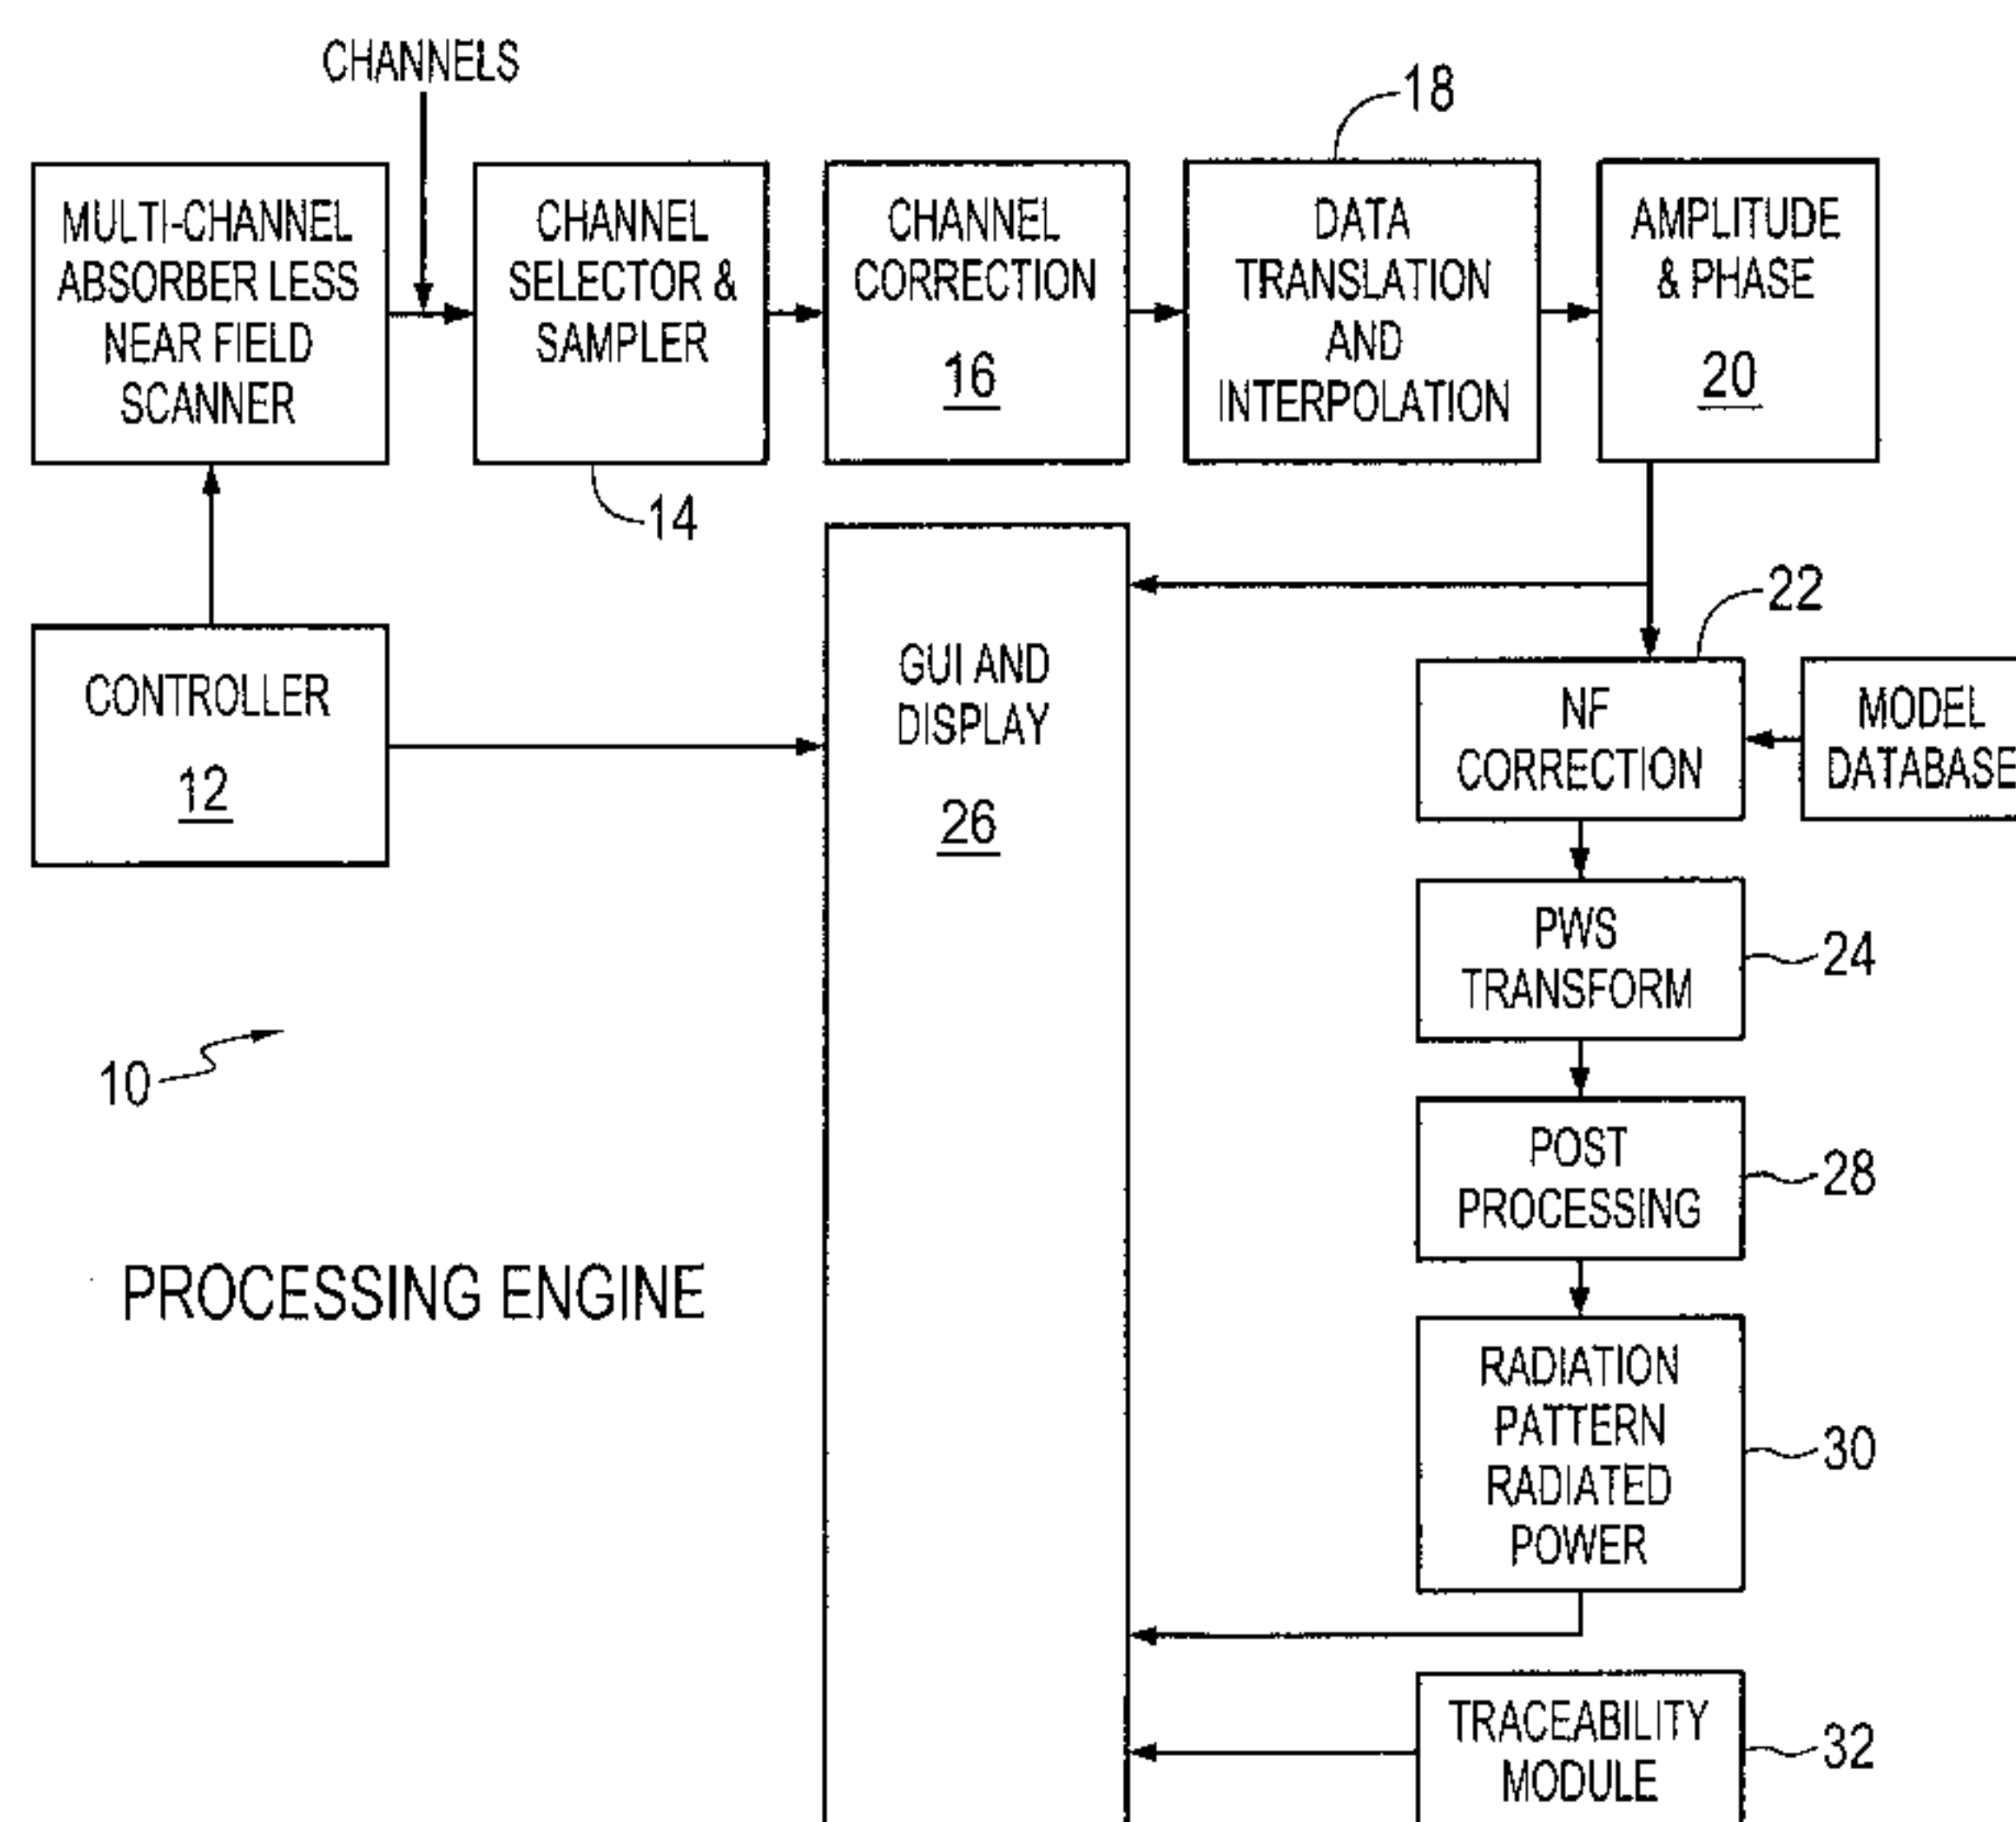 CHANNELS
MULTI-CHANNEL
ABSORBER LESS
NEAR FIELD
SCANNER
CHANNEL
SELECTOR &
SAMPLER
14
CHANNEL
CORRECTION
16
18
DATA
TRANSLATION
AND
INTERPOLATION
AMPLITUDE
& PHASE
20
CONTROLLER
12
GUI AND
DISPLAY
26
22
NF
CORRECTION
MODEL
DATABASE
PWS
TRANSFORM
24
10
POST
PROCESSING
28
PROCESSING ENGINE
RADIATION
PATTERN
RADIATED
POWER
30
TRACEABILITY
MODULE
32